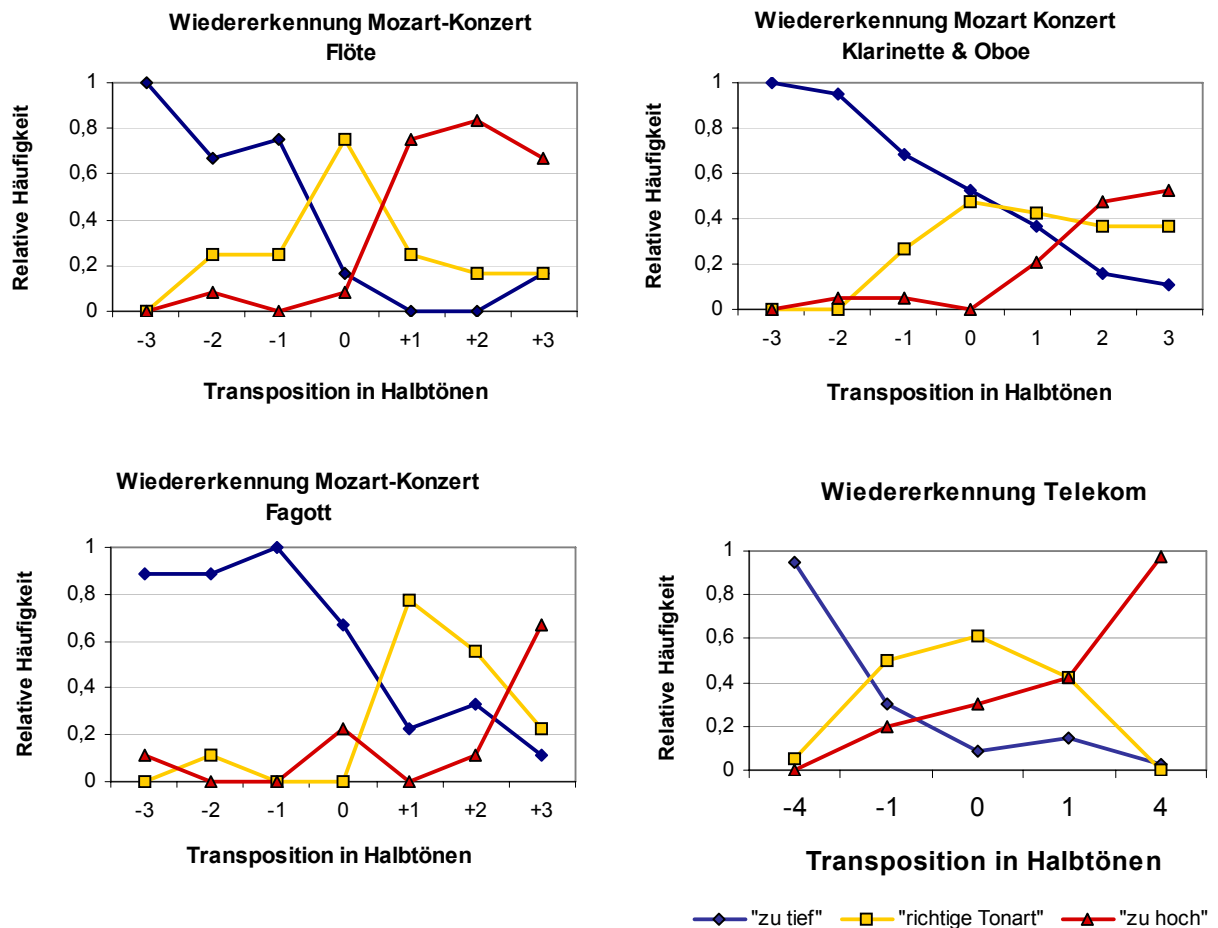 Wiedererkennung Mozart-Konzert
Flöte
Relative Häufigkeit
1
0,8
0,6
0,4
0,2
0
-3 -2 -1 0 +1 +2 +3
Transposition in Halbtönen
Wiedererkennung Mozart Konzert
Klarinette & Oboe
Relative Häufigkeit
1
0,8
0,6
0,4
0,2
0
-3 -2 -1 0 1 2 3
Transposition in Halbtönen
Wiedererkennung Mozart-Konzert
Fagott
Relative Häufigkeit
1
0,8
0,6
0,4
0,2
0
-3 -2 -1 0 +1 +2 +3
Transposition in Halbtönen
Wiedererkennung Telekom
Relative Häufigkeit
1
0,8
0,6
0,4
0,2
0
-4 -1 0 1 4
Transposition in Halbtönen
"zu tief" "richtige Tonart" "zu hoch"